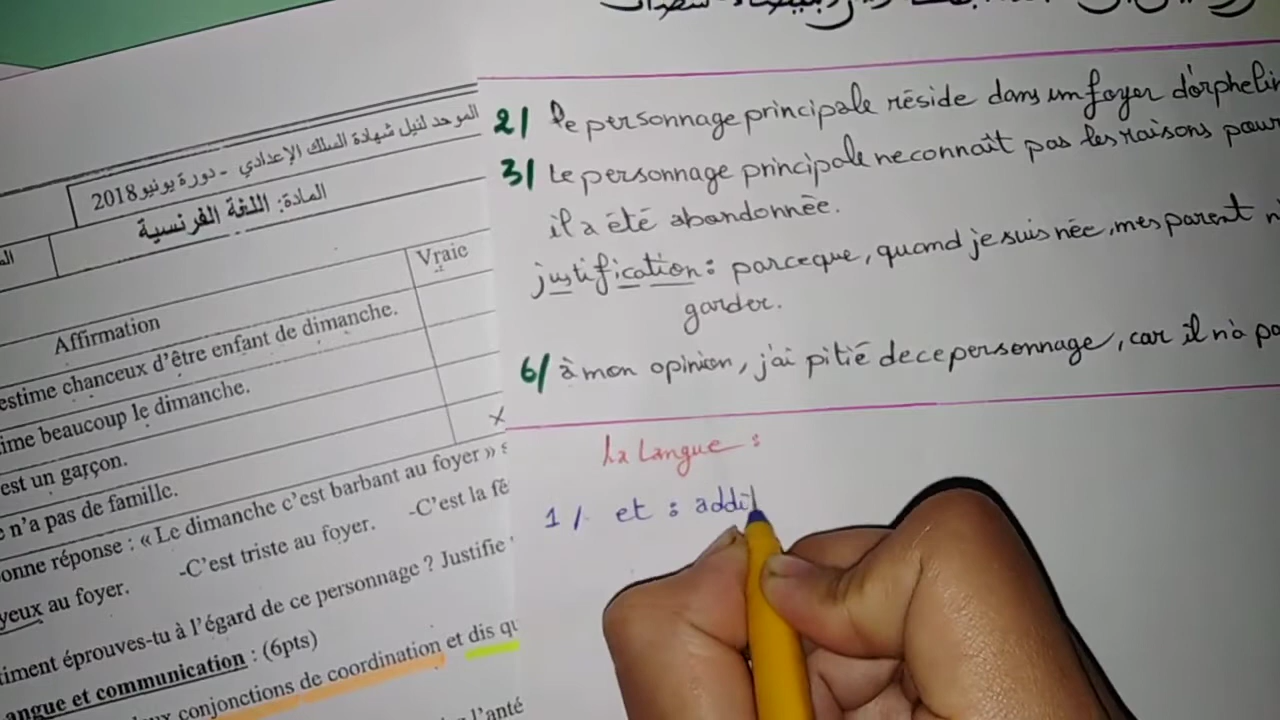 الموحد لنيل شهادة السلك الإعدادي - دورة يونيو 2018
المادة: اللغة الفرنسية
Affirmation
Vraie
estime chanceux d'être enfant de dimanche.
ime beaucoup le dimanche.
est un garçon.
n'a pas de famille.
X
onne réponse : « Le dimanche c'est barbant au foyer »
yeux au foyer. -C'est triste au foyer. -C'est la fê
timent éprouves-tu à l'égard de ce personnage ? Justifie
angue et communication : (6pts)
conjonctions de coordination et dis qu
l'anté
2/ le personnage principale réside dans un foyer d'orphelin
3/ Le personnage principale ne connaît pas les raisons pour
il a été abandonnée.
justification : parceque, quand je suis née, mes parent n'
garder.
6/ à mon opinion, j'ai pitié de ce personnage, car il n'a pa
La Langue :
1/. et : addit